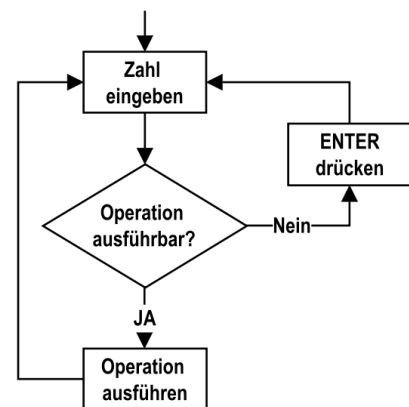 Zahl
eingeben
ENTER
drücken
Operation
ausführbar?
Nein
JA
Operation
ausführen